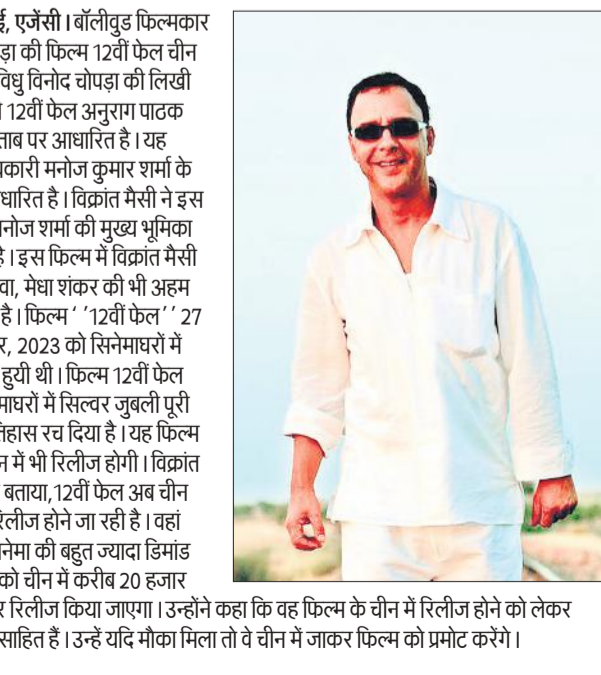 एजेंसी । बॉलीवुड फिल्मकार
की फिल्म 12वीं फेल चीन
विधु विनोद चोपड़ा की लिखी
12वीं फेल अनुराग पाठक
पर आधारित है । यह
मनोज कुमार शर्मा के
है । विक्रांत मैसी ने इस
शर्मा की मुख्य भूमिका
है । इस फिल्म में विक्रांत मैसी
मेधा शंकर की भी अहम
है । फिल्म ‘ ’12वीं फेल’ ’ 27
2023 को सिनेमाघरों में
हुयी थी । फिल्म 12वीं फेल
में सिल्वर जुबली पूरी
रच दिया है । यह फिल्म
में भी रिलीज होगी । विक्रांत
बताया,12वीं फेल अब चीन
होने जा रही है । वहां
की बहुत ज्यादा डिमांड
को चीन में करीब 20 हजार
रिलीज किया जाएगा । उन्होंने कहा कि वह फिल्म के चीन में रिलीज होने को लेकर
हैं । उन्हें यदि मौका मिला तो वे चीन में जाकर फिल्म को प्रमोट करेंगे ।